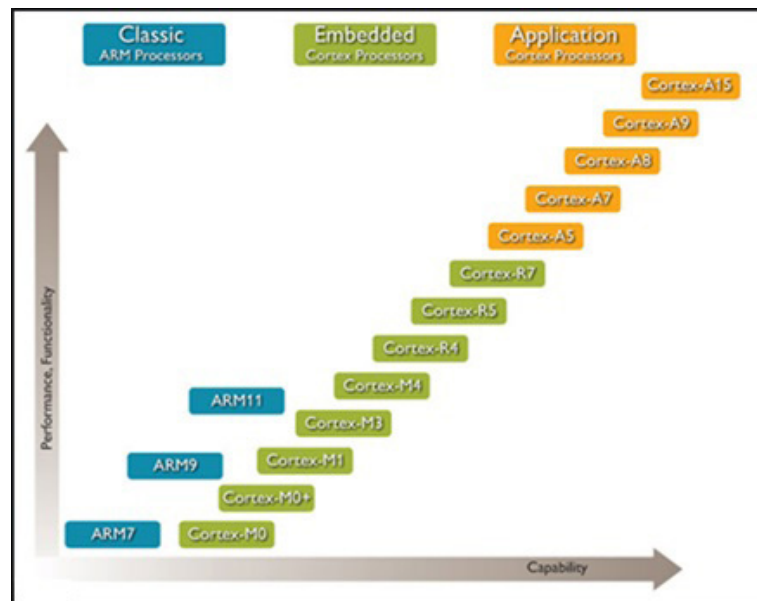 Classic
ARM Processors
Embedded
Cortex Processors
Application
Cortex Processors
Cortex-A15
Cortex-A9
Cortex-A8
Cortex-A7
Cortex-A5
Cortex-R7
Cortex-R5
Cortex-R4
Cortex-M4
ARM11
Cortex-M3
ARM9
Cortex-M1
Cortex-M0+
ARM7
Cortex-M0
Performance, Functionality
Capability